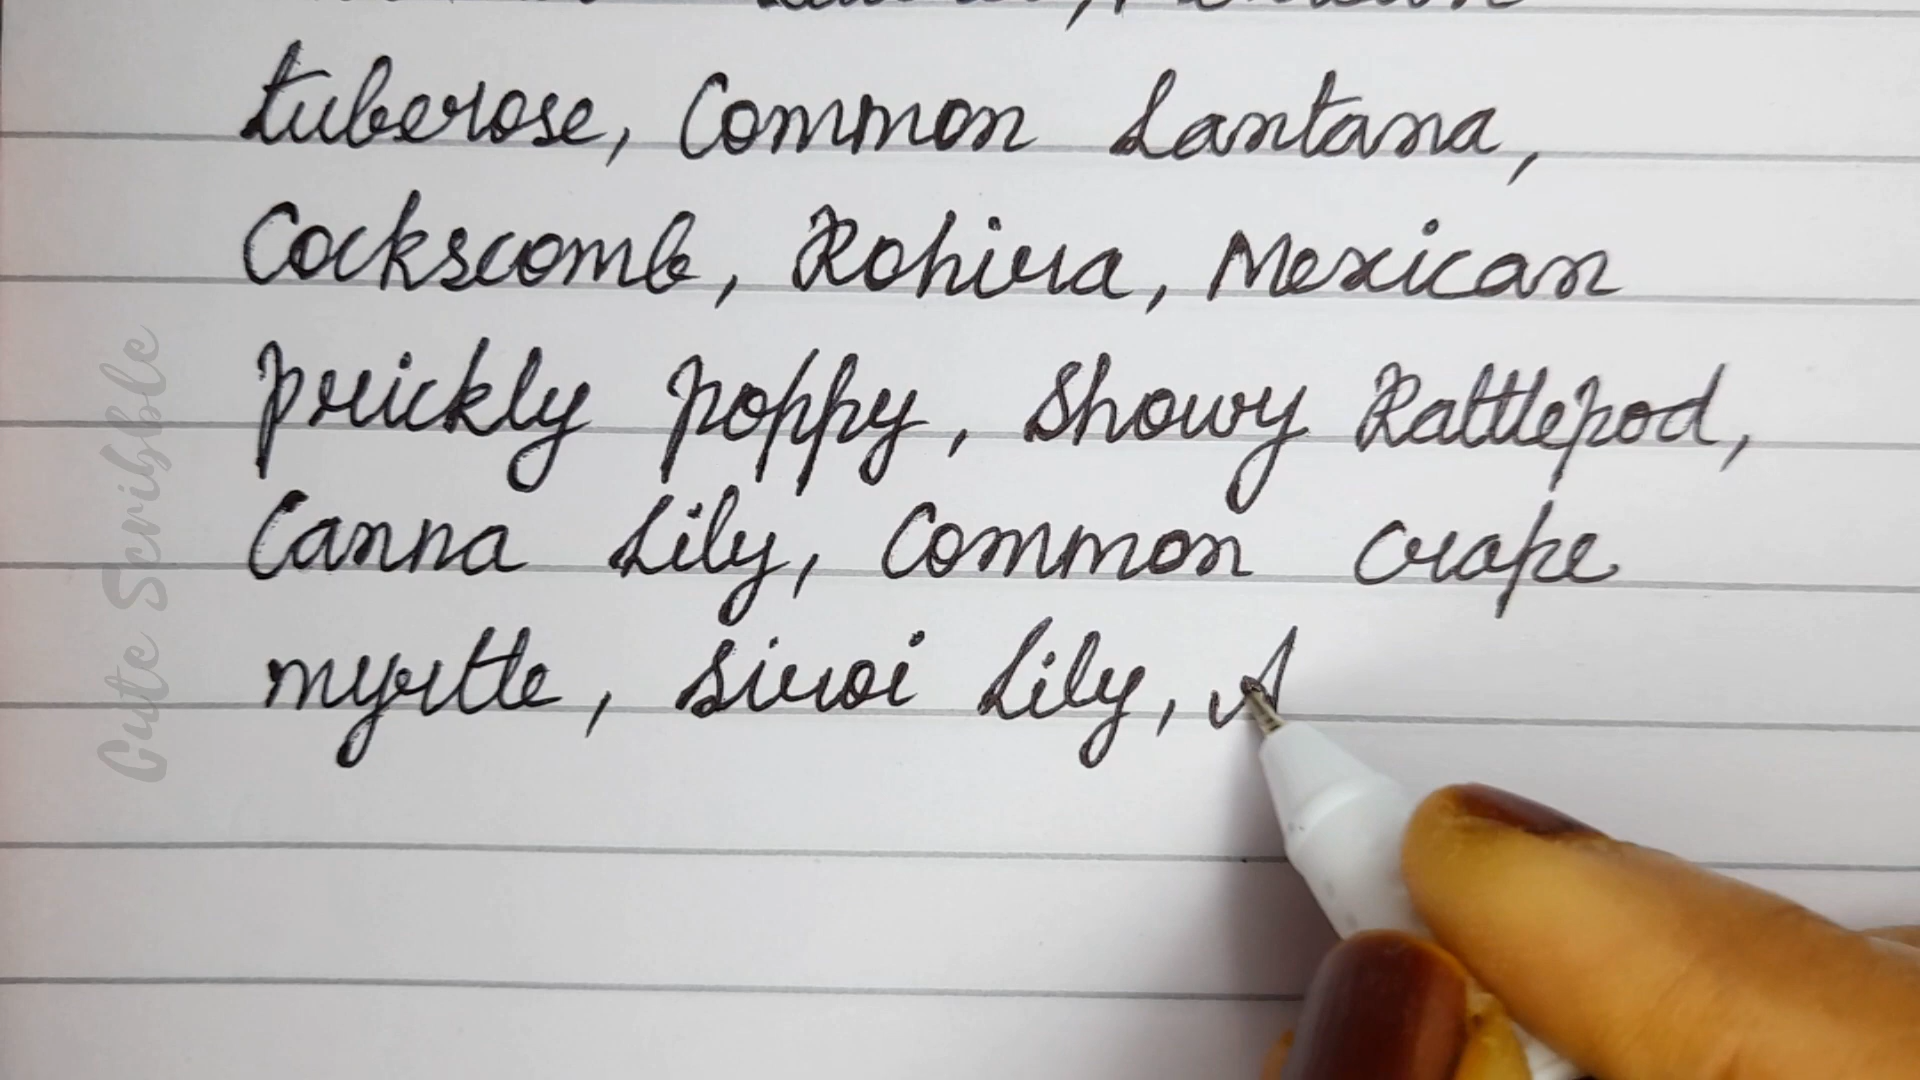 tuberose, Common Lantana,
Cockscomb, Rohira, Mexican
prickly poppy, Showy Rattlepod,
Canna Lily, Common crape
myrtle, Siroi Lily, A
Cute Scribble